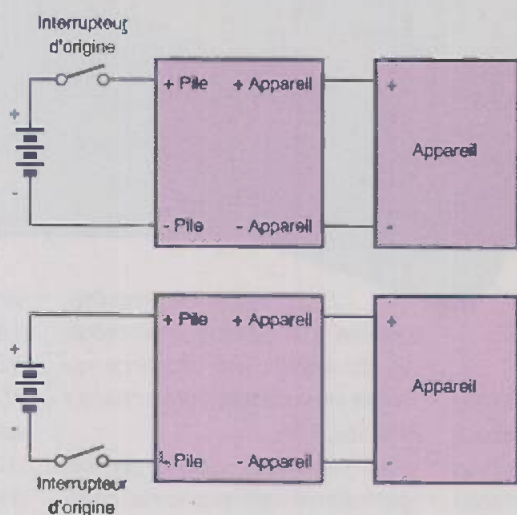 Interrupteur
d'origine
+ Pile + Appareil
+
+
Appareil
-
- Pile - Appareil
-
+ Pile + Appareil
+
+
Appareil
-
- Pile - Appareil
-
Interrupteur
d'origine